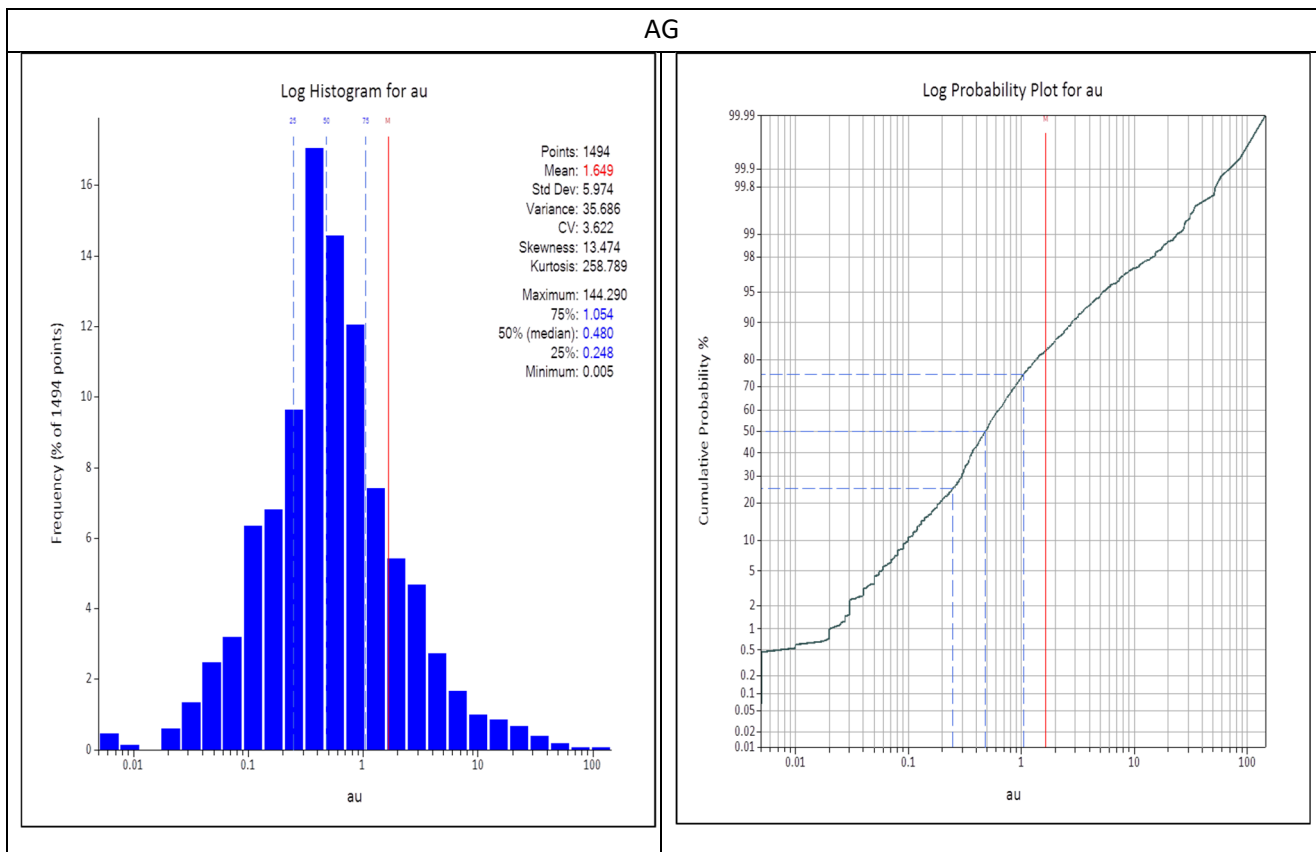 AG
Log Histogram for au
25 50 75 M
Points: 1494
Mean: 1.649
Std Dev: 5.974
Variance: 35.686
CV: 3.622
Skewness: 13.474
Kurtosis: 258.789
Maximum: 144.290
75%: 1.054
50% (median): 0.480
25%: 0.248
Minimum: 0.005
Frequency (% of 1494 points)
16
14
12
10
8
6
4
2
0
0.01 0.1 1 10 100
au
Log Probability Plot for au
M
Cumulative Probability %
99.99
99.9
99.8
99
98
95
90
80
70
60
50
40
30
20
10
5
2
1
0.5
0.2
0.1
0.05
0.02
0.01
0.01 0.1 1 10 100
au